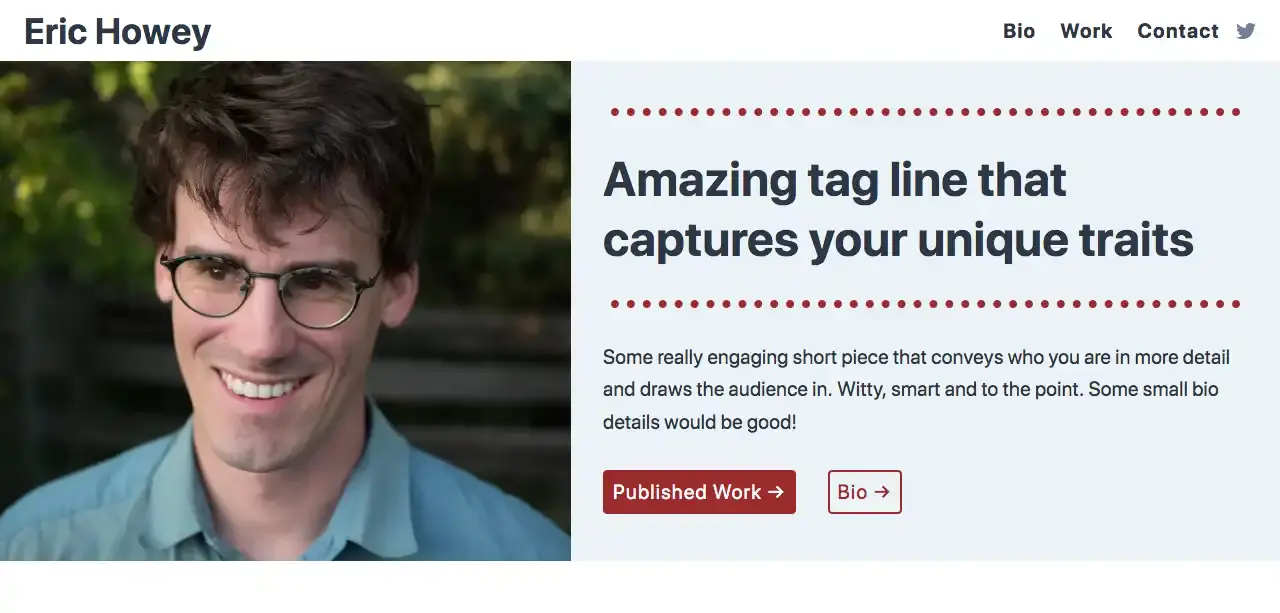 Eric Howey
Bio Work Contact
Amazing tag line that
captures your unique traits
Some really engaging short piece that conveys who you are in more detail
and draws the audience in. Witty, smart and to the point. Some small bio
details would be good!
Published Work →
Bio →